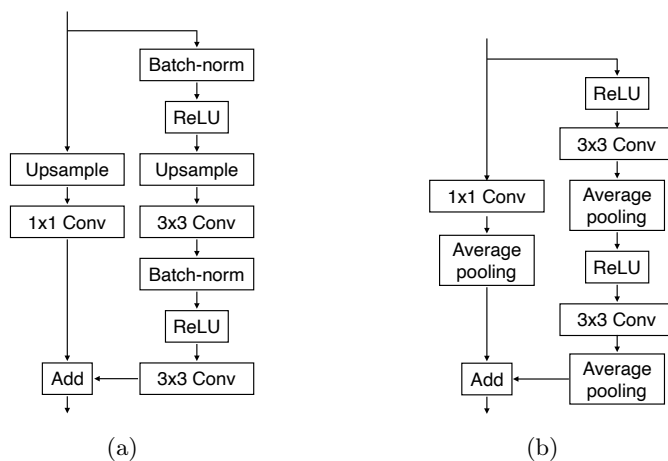 Batch-norm
ReLU
Upsample
Upsample
1x1 Conv
3x3 Conv
Batch-norm
ReLU
Add
3x3 Conv
(a)
ReLU
3x3 Conv
1x1 Conv
Average
pooling
Average
pooling
ReLU
3x3 Conv
Add
Average
pooling
(b)